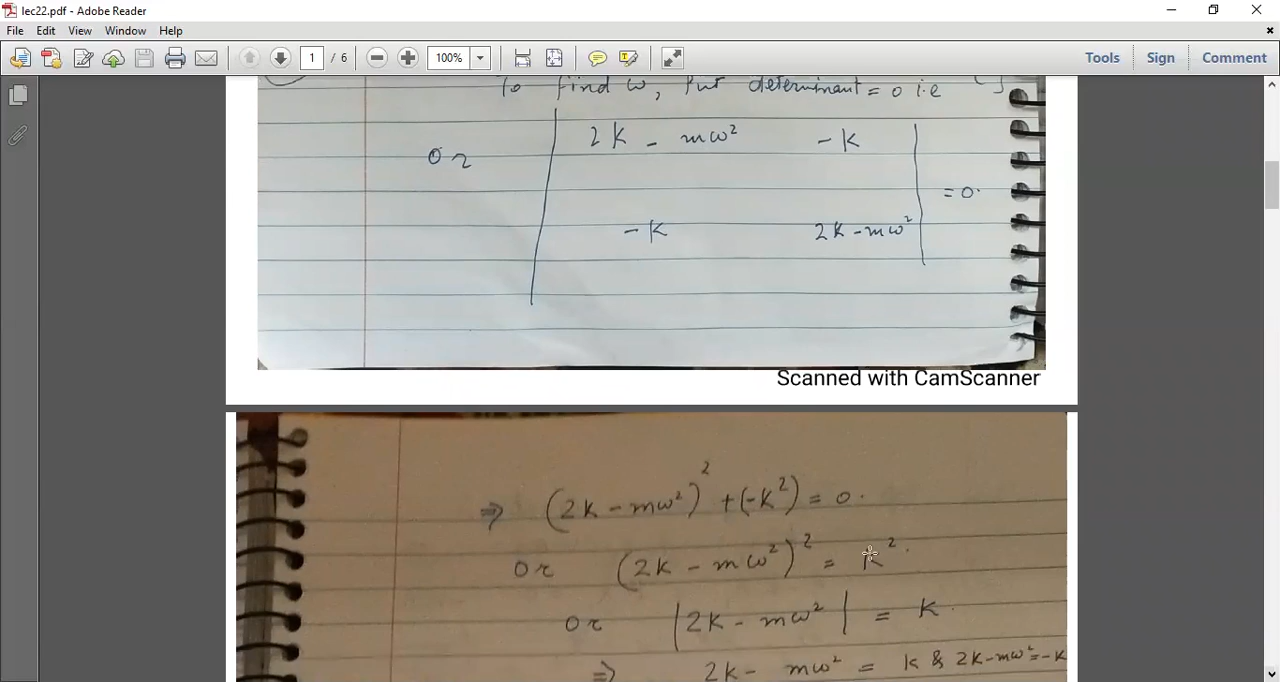 lec22.pdf - Adobe Reader
File Edit View Window Help
1 / 6 100% Tools Sign Comment
To find ω, Put determinant = 0 i.e
2K - mω² -K
Or
= 0.
-K 2K - mω²
Scanned with CamScanner
⇒ (2K - mω²)² + (-K²) = 0.
Or (2K - mω²)² = K².
Or |2K - mω²| = K.
⇒ 2K - mω² = K & 2K - mω² = -K